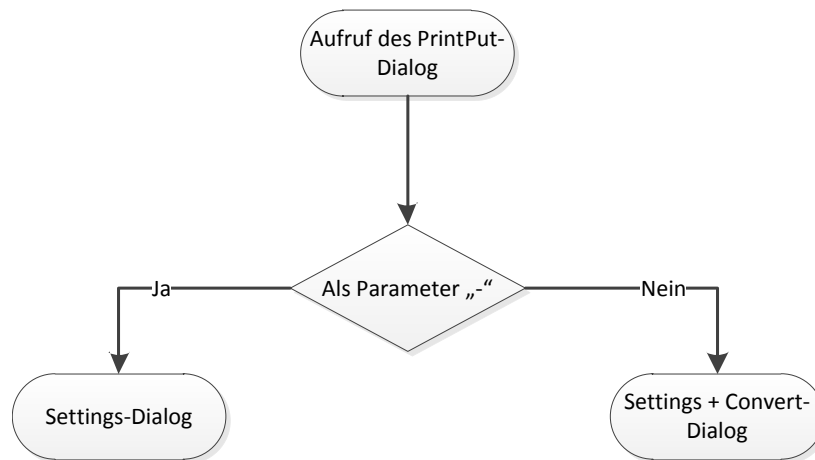 Aufruf des PrintPut-
Dialog
Als Parameter „-“
Ja
Nein
Settings-Dialog
Settings + Convert-
Dialog